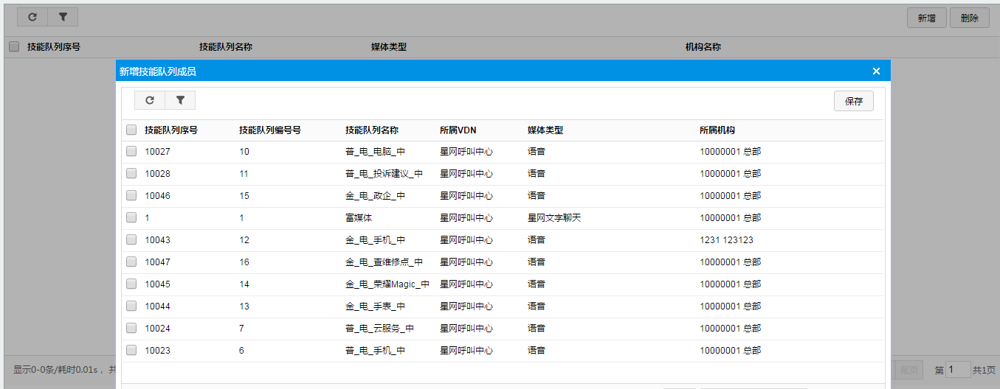 新增 删除
技能队列序号 技能队列名称 媒体类型 机构名称
新增技能队列成员
保存
技能队列序号 技能队列编号号 技能队列名称 所属VDN 媒体类型 所属机构
10027 10 普_电_电脑_中 星网呼叫中心 语音 10000001 总部
10028 11 普_电_投诉建议_中 星网呼叫中心 语音 10000001 总部
10046 15 金_电_政企_中 星网呼叫中心 语音 10000001 总部
1 1 富媒体 星网呼叫中心 星网文字聊天 10000001 总部
10043 12 金_电_手机_中 星网呼叫中心 语音 1231 123123
10047 16 金_电_查维修点_中 星网呼叫中心 语音 10000001 总部
10045 14 金_电_荣耀Magic_中 星网呼叫中心 语音 10000001 总部
10044 13 金_电_手表_中 星网呼叫中心 语音 10000001 总部
10024 7 普_电_云服务_中 星网呼叫中心 语音 10000001 总部
10023 6 普_电_手机_中 星网呼叫中心 语音 10000001 总部
显示0-0条/耗时0.01s， 共 尾页 第 1 共1页